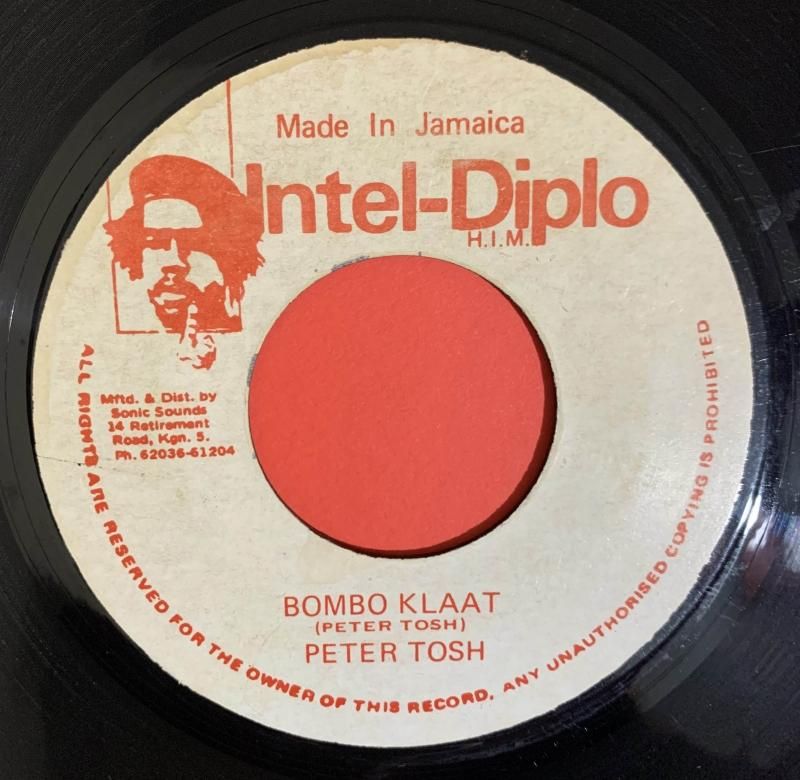 Made In Jamaica
Intel-Diplo
H.I.M.
Mftd. & Dist. by
Sonic Sounds
14 Retirement
Road, Kgn. 5.
Ph. 62036-61204
BOMBO KLAAT
(PETER TOSH)
PETER TOSH
ALL RIGHTS ARE RESERVED FOR THE OWNER OF THIS RECORD. ANY UNAUTHORISED COPYING IS PROHIBITED